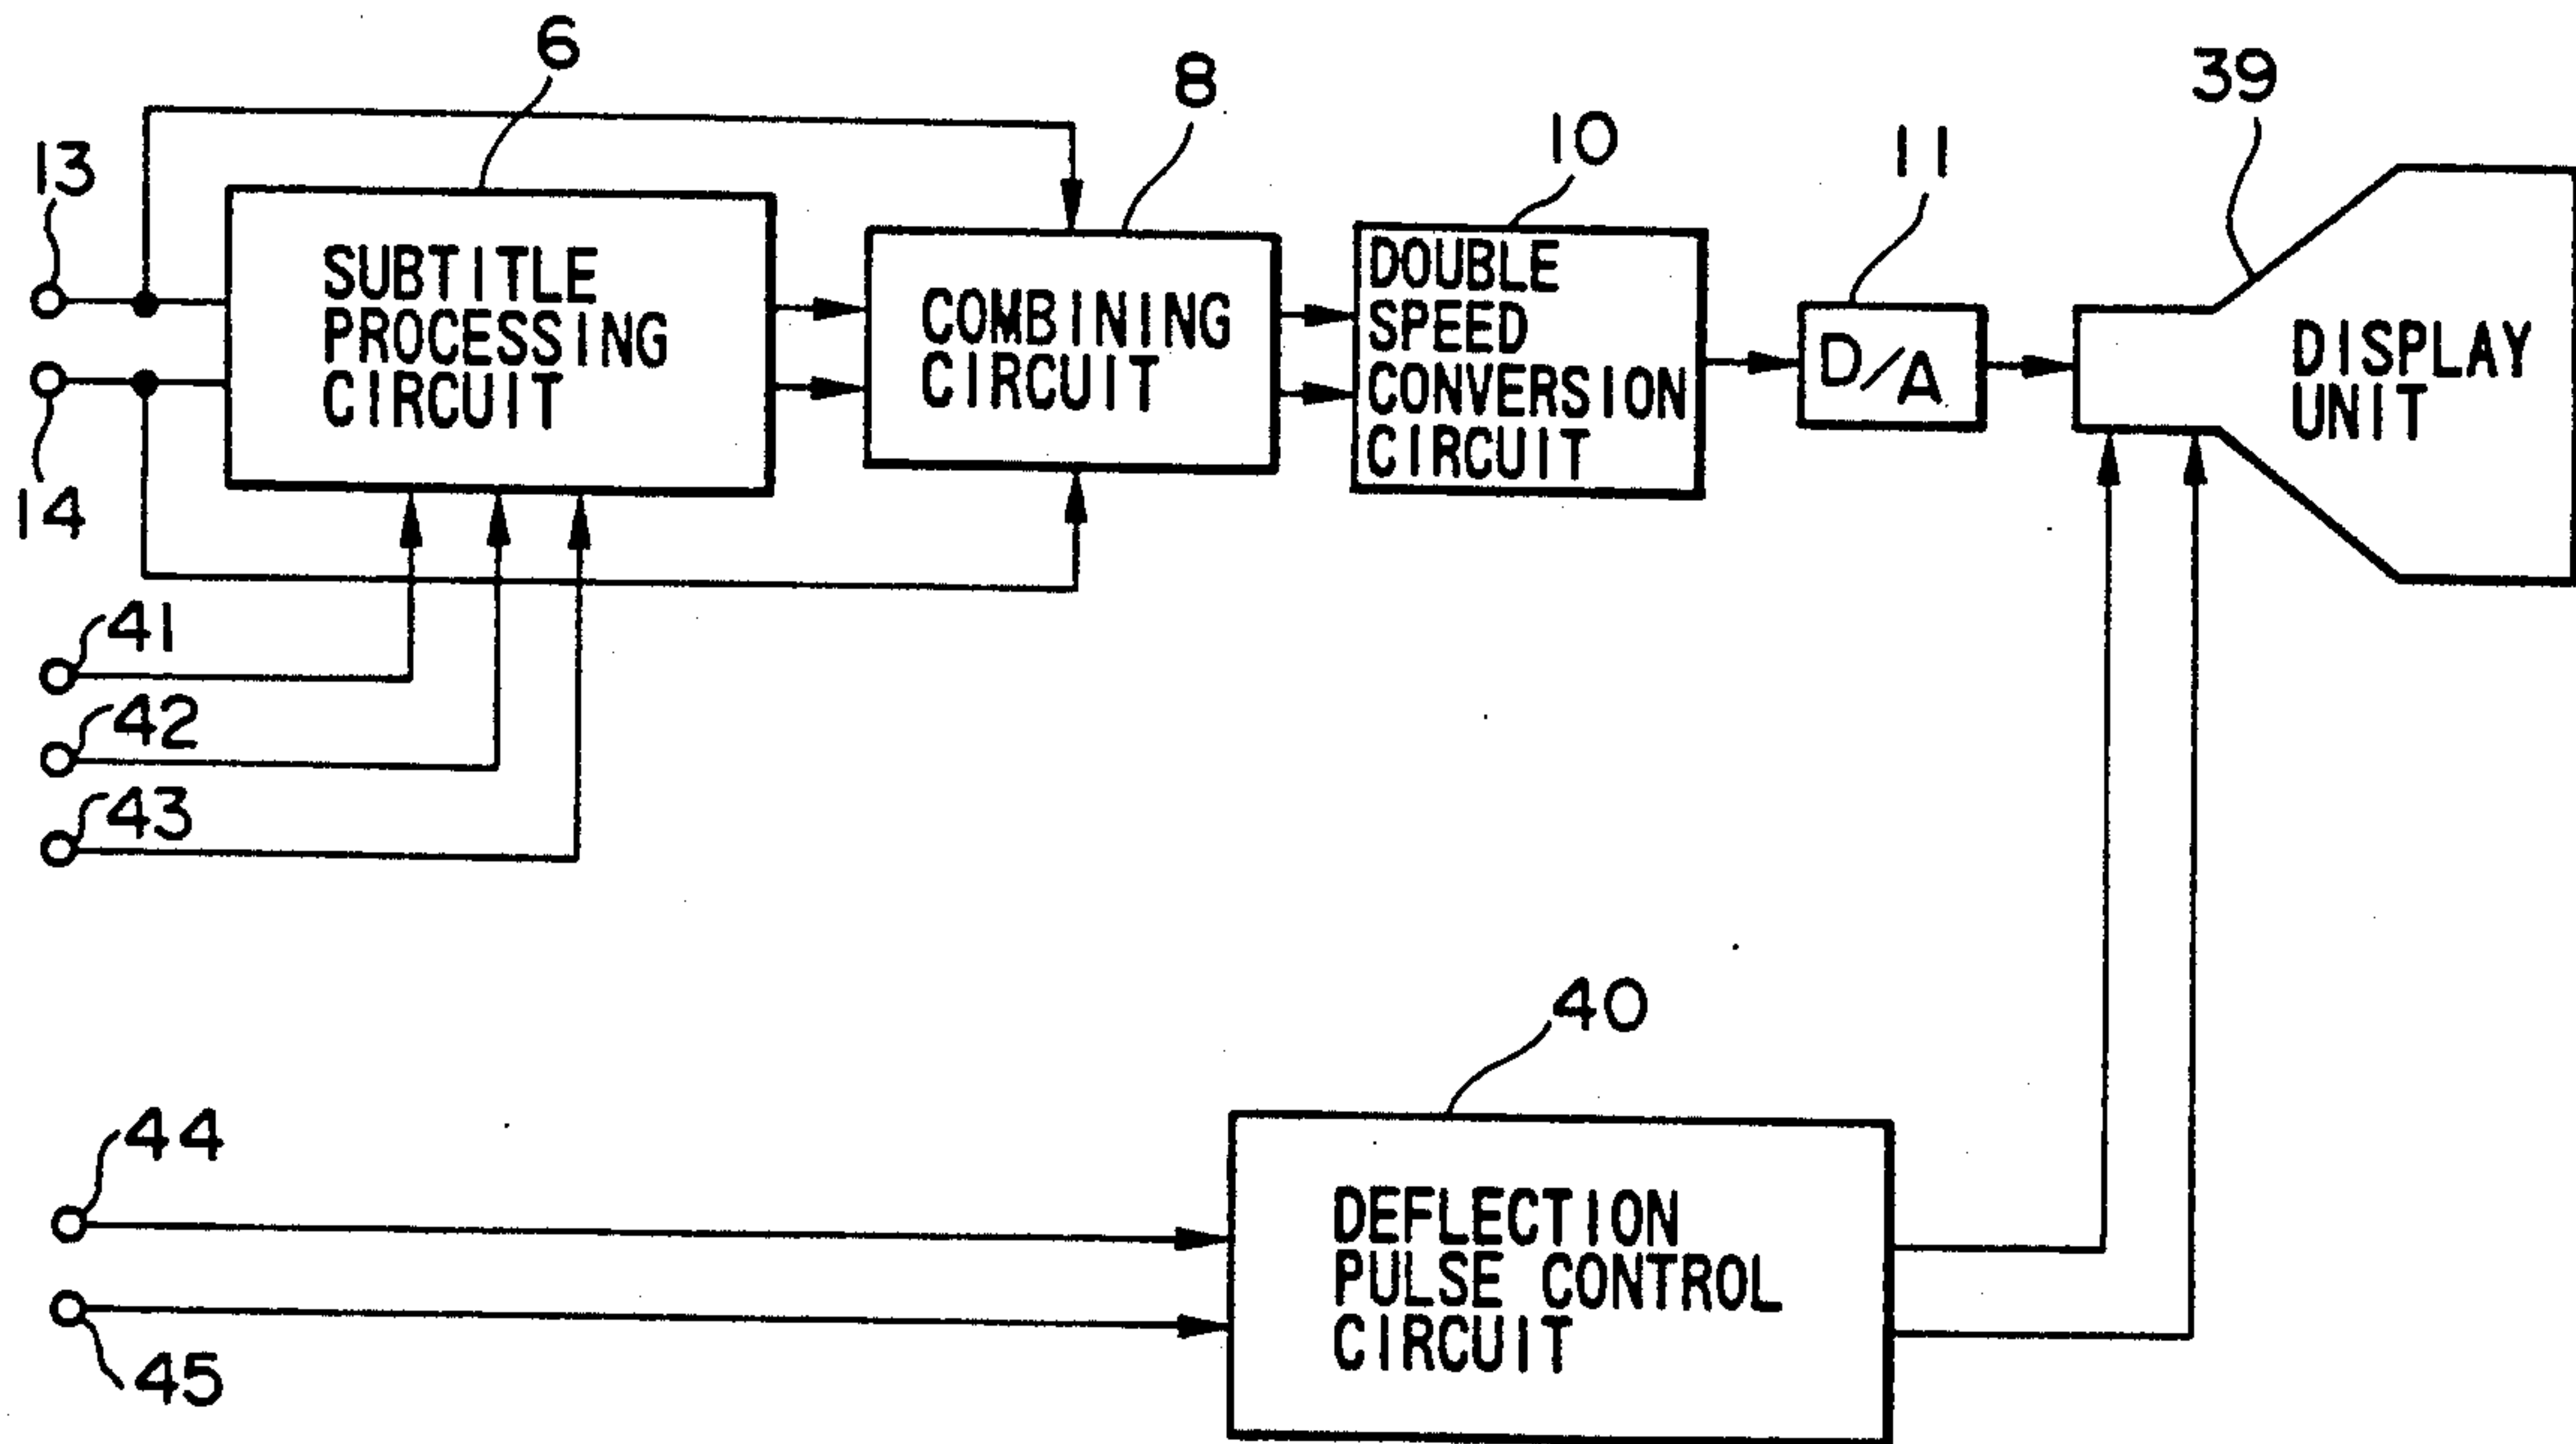 6
8
39
10
11
13
SUBTITLE
PROCESSING
CIRCUIT
COMBINING
CIRCUIT
DOUBLE
SPEED
CONVERSION
CIRCUIT
D/A
DISPLAY
UNIT
14
41
42
43
40
44
45
DEFLECTION
PULSE CONTROL
CIRCUIT